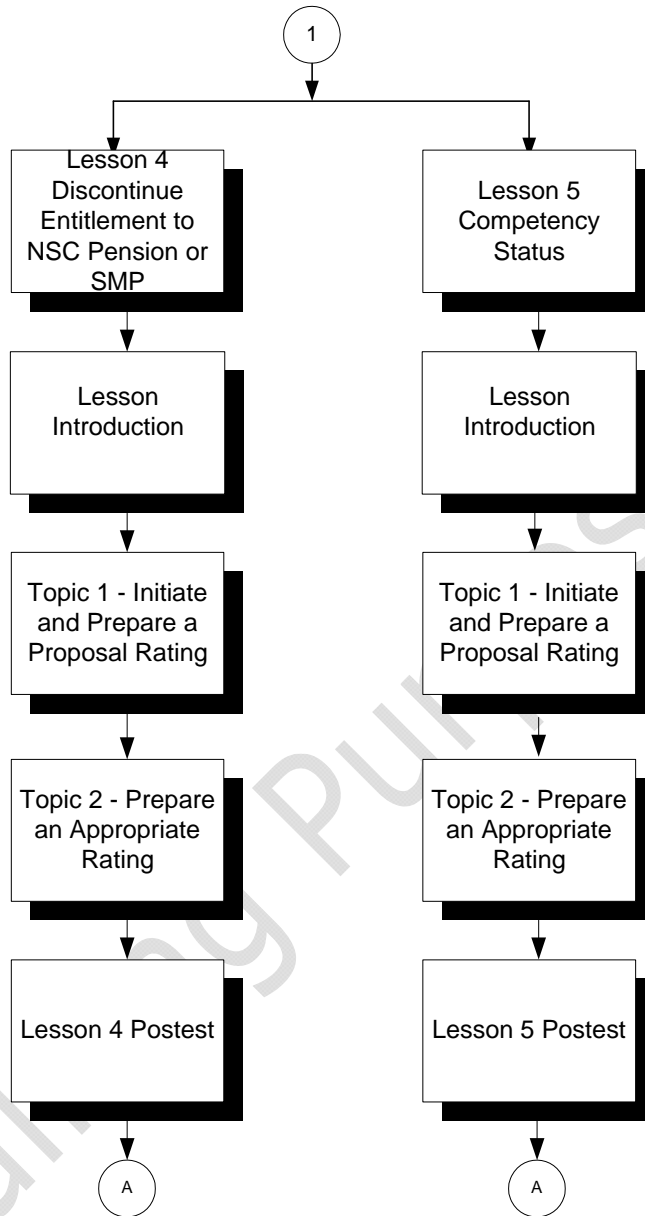 1
Lesson 4
Discontinue
Entitlement to
NSC Pension or
SMP
Lesson 5
Competency
Status
Lesson
Introduction
Lesson
Introduction
Topic 1 - Initiate
and Prepare a
Proposal Rating
Topic 1 - Initiate
and Prepare a
Proposal Rating
Topic 2 - Prepare
an Appropriate
Rating
Topic 2 - Prepare
an Appropriate
Rating
Lesson 4 Postest
Lesson 5 Postest
A
A